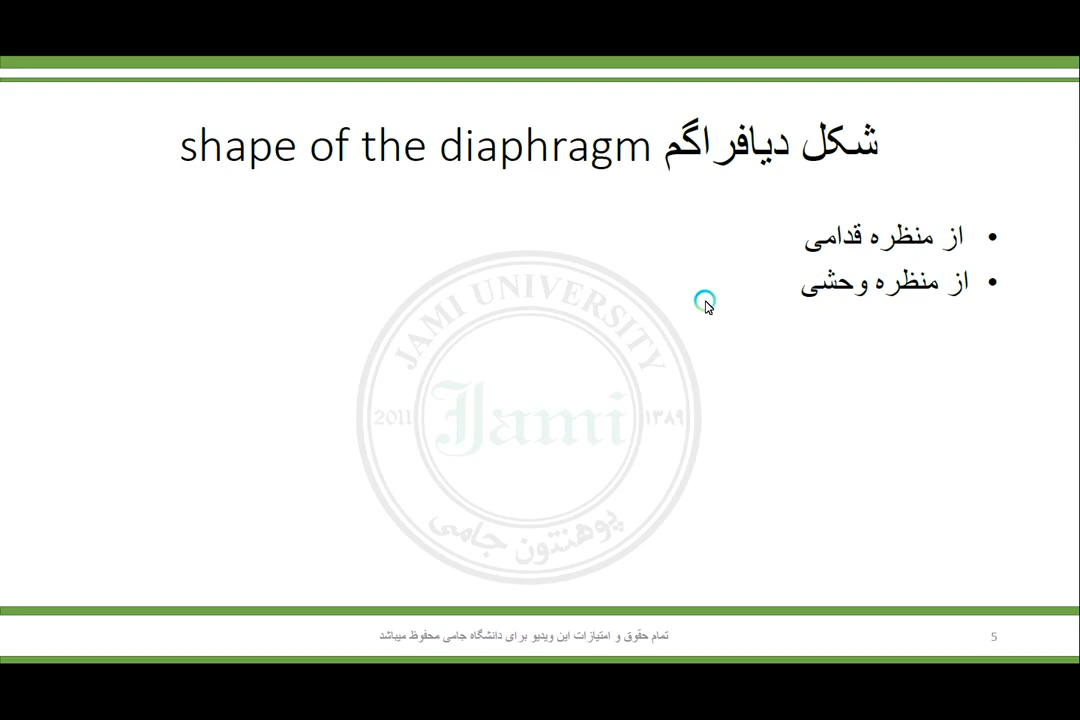 شکل دیافراگم shape of the diaphragm
• از منظره قدامی
• از منظره وحشی
JAMI UNIVERSITY
2011 Jami ۱۳۸۹
پوهنتون جامی
تمام حقوق و امتیازات این ویدیو برای دانشگاه جامی محفوظ میباشد
5